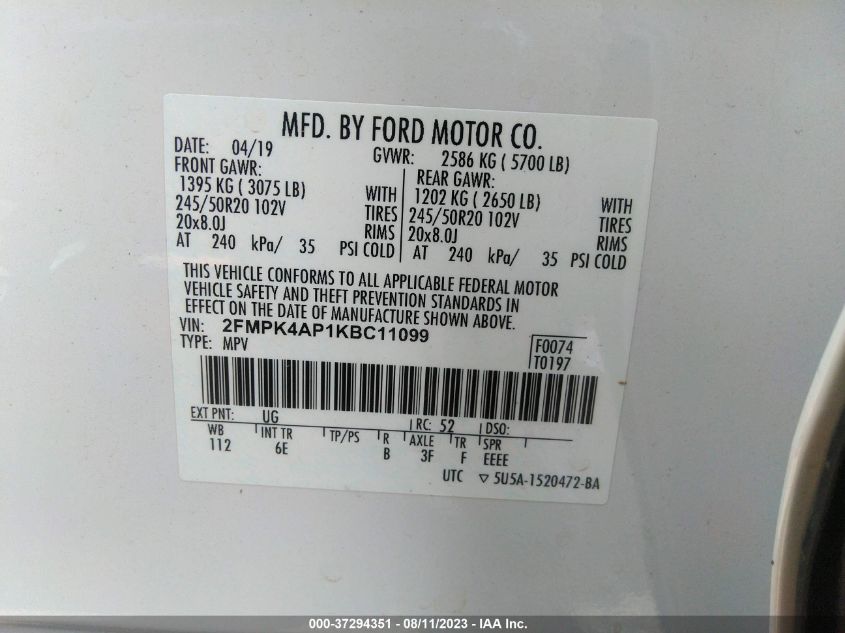 MFD. BY FORD MOTOR CO.
DATE: 04/19 GVWR: 2586 KG ( 5700 LB)
FRONT GAWR: REAR GAWR:
1395 KG ( 3075 LB) WITH 1202 KG ( 2650 LB) WITH
245/50R20 102V TIRES 245/50R20 102V TIRES
20x8.0J RIMS 20x8.0J RIMS
AT 240 kPa/ 35 PSI COLD AT 240 kPa/ 35 PSI COLD
THIS VEHICLE CONFORMS TO ALL APPLICABLE FEDERAL MOTOR
VEHICLE SAFETY AND THEFT PREVENTION STANDARDS IN
EFFECT ON THE DATE OF MANUFACTURE SHOWN ABOVE.
VIN: 2FMPK4AP1KBC11099
TYPE: MPV
F0074
T0197
EXT PNT: UG RC: 52 DSO:
WB INT TR TP/PS R AXLE TR SPR
112 6E B 3F F EEEE
UTC ▽ 5U5A-1520472-BA
000-37294351 - 08/11/2023 - IAA Inc.